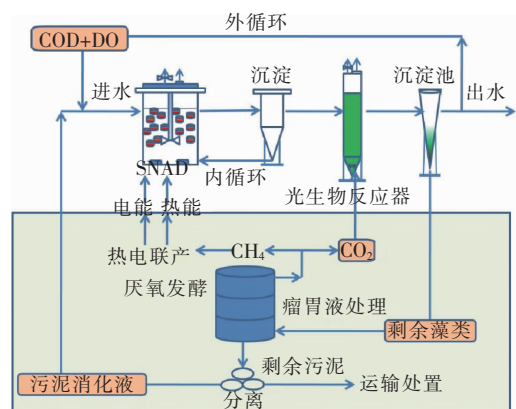 外循环
COD+DO
进水
沉淀
沉淀池
出水
SNAD
内循环
光生物反应器
电能 热能
热电联产
CH₄
CO₂
厌氧发酵
瘤胃液处理
剩余藻类
剩余污泥
污泥消化液
运输处置
分离